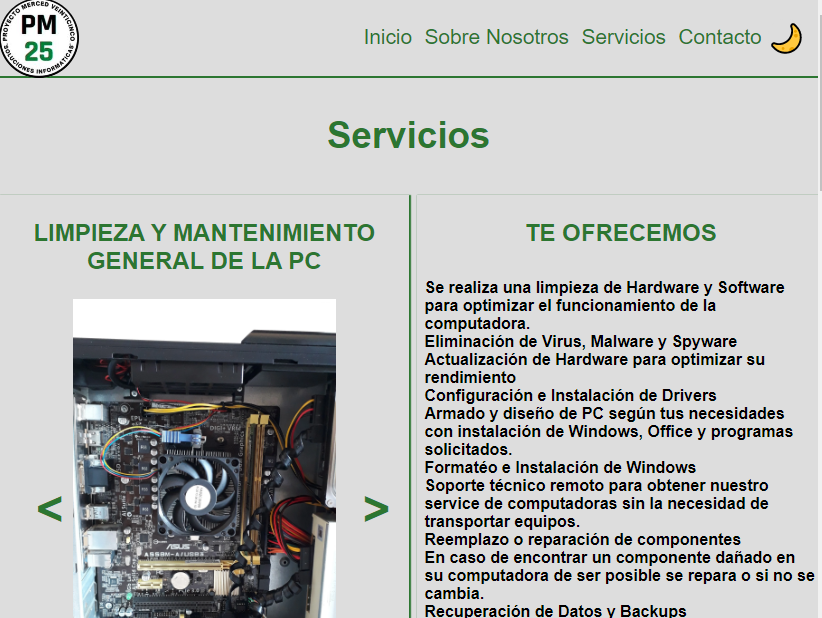 PROYECTO MERCED VEINTICINCO
PM
25
SOLUCIONES INFORMATICAS
Inicio Sobre Nosotros Servicios Contacto
Servicios
LIMPIEZA Y MANTENIMIENTO
GENERAL DE LA PC
<
ASUS
>
TE OFRECEMOS
Se realiza una limpieza de Hardware y Software
para optimizar el funcionamiento de la
computadora.
Eliminación de Virus, Malware y Spyware
Actualización de Hardware para optimizar su
rendimiento
Configuración e Instalación de Drivers
Armado y diseño de PC según tus necesidades
con instalación de Windows, Office y programas
solicitados.
Formatéo e Instalación de Windows
Soporte técnico remoto para obtener nuestro
service de computadoras sin la necesidad de
transportar equipos.
Reemplazo o reparación de componentes
En caso de encontrar un componente dañado en
su computadora de ser posible se repara o si no se
cambia.
Recuperación de Datos y Backups